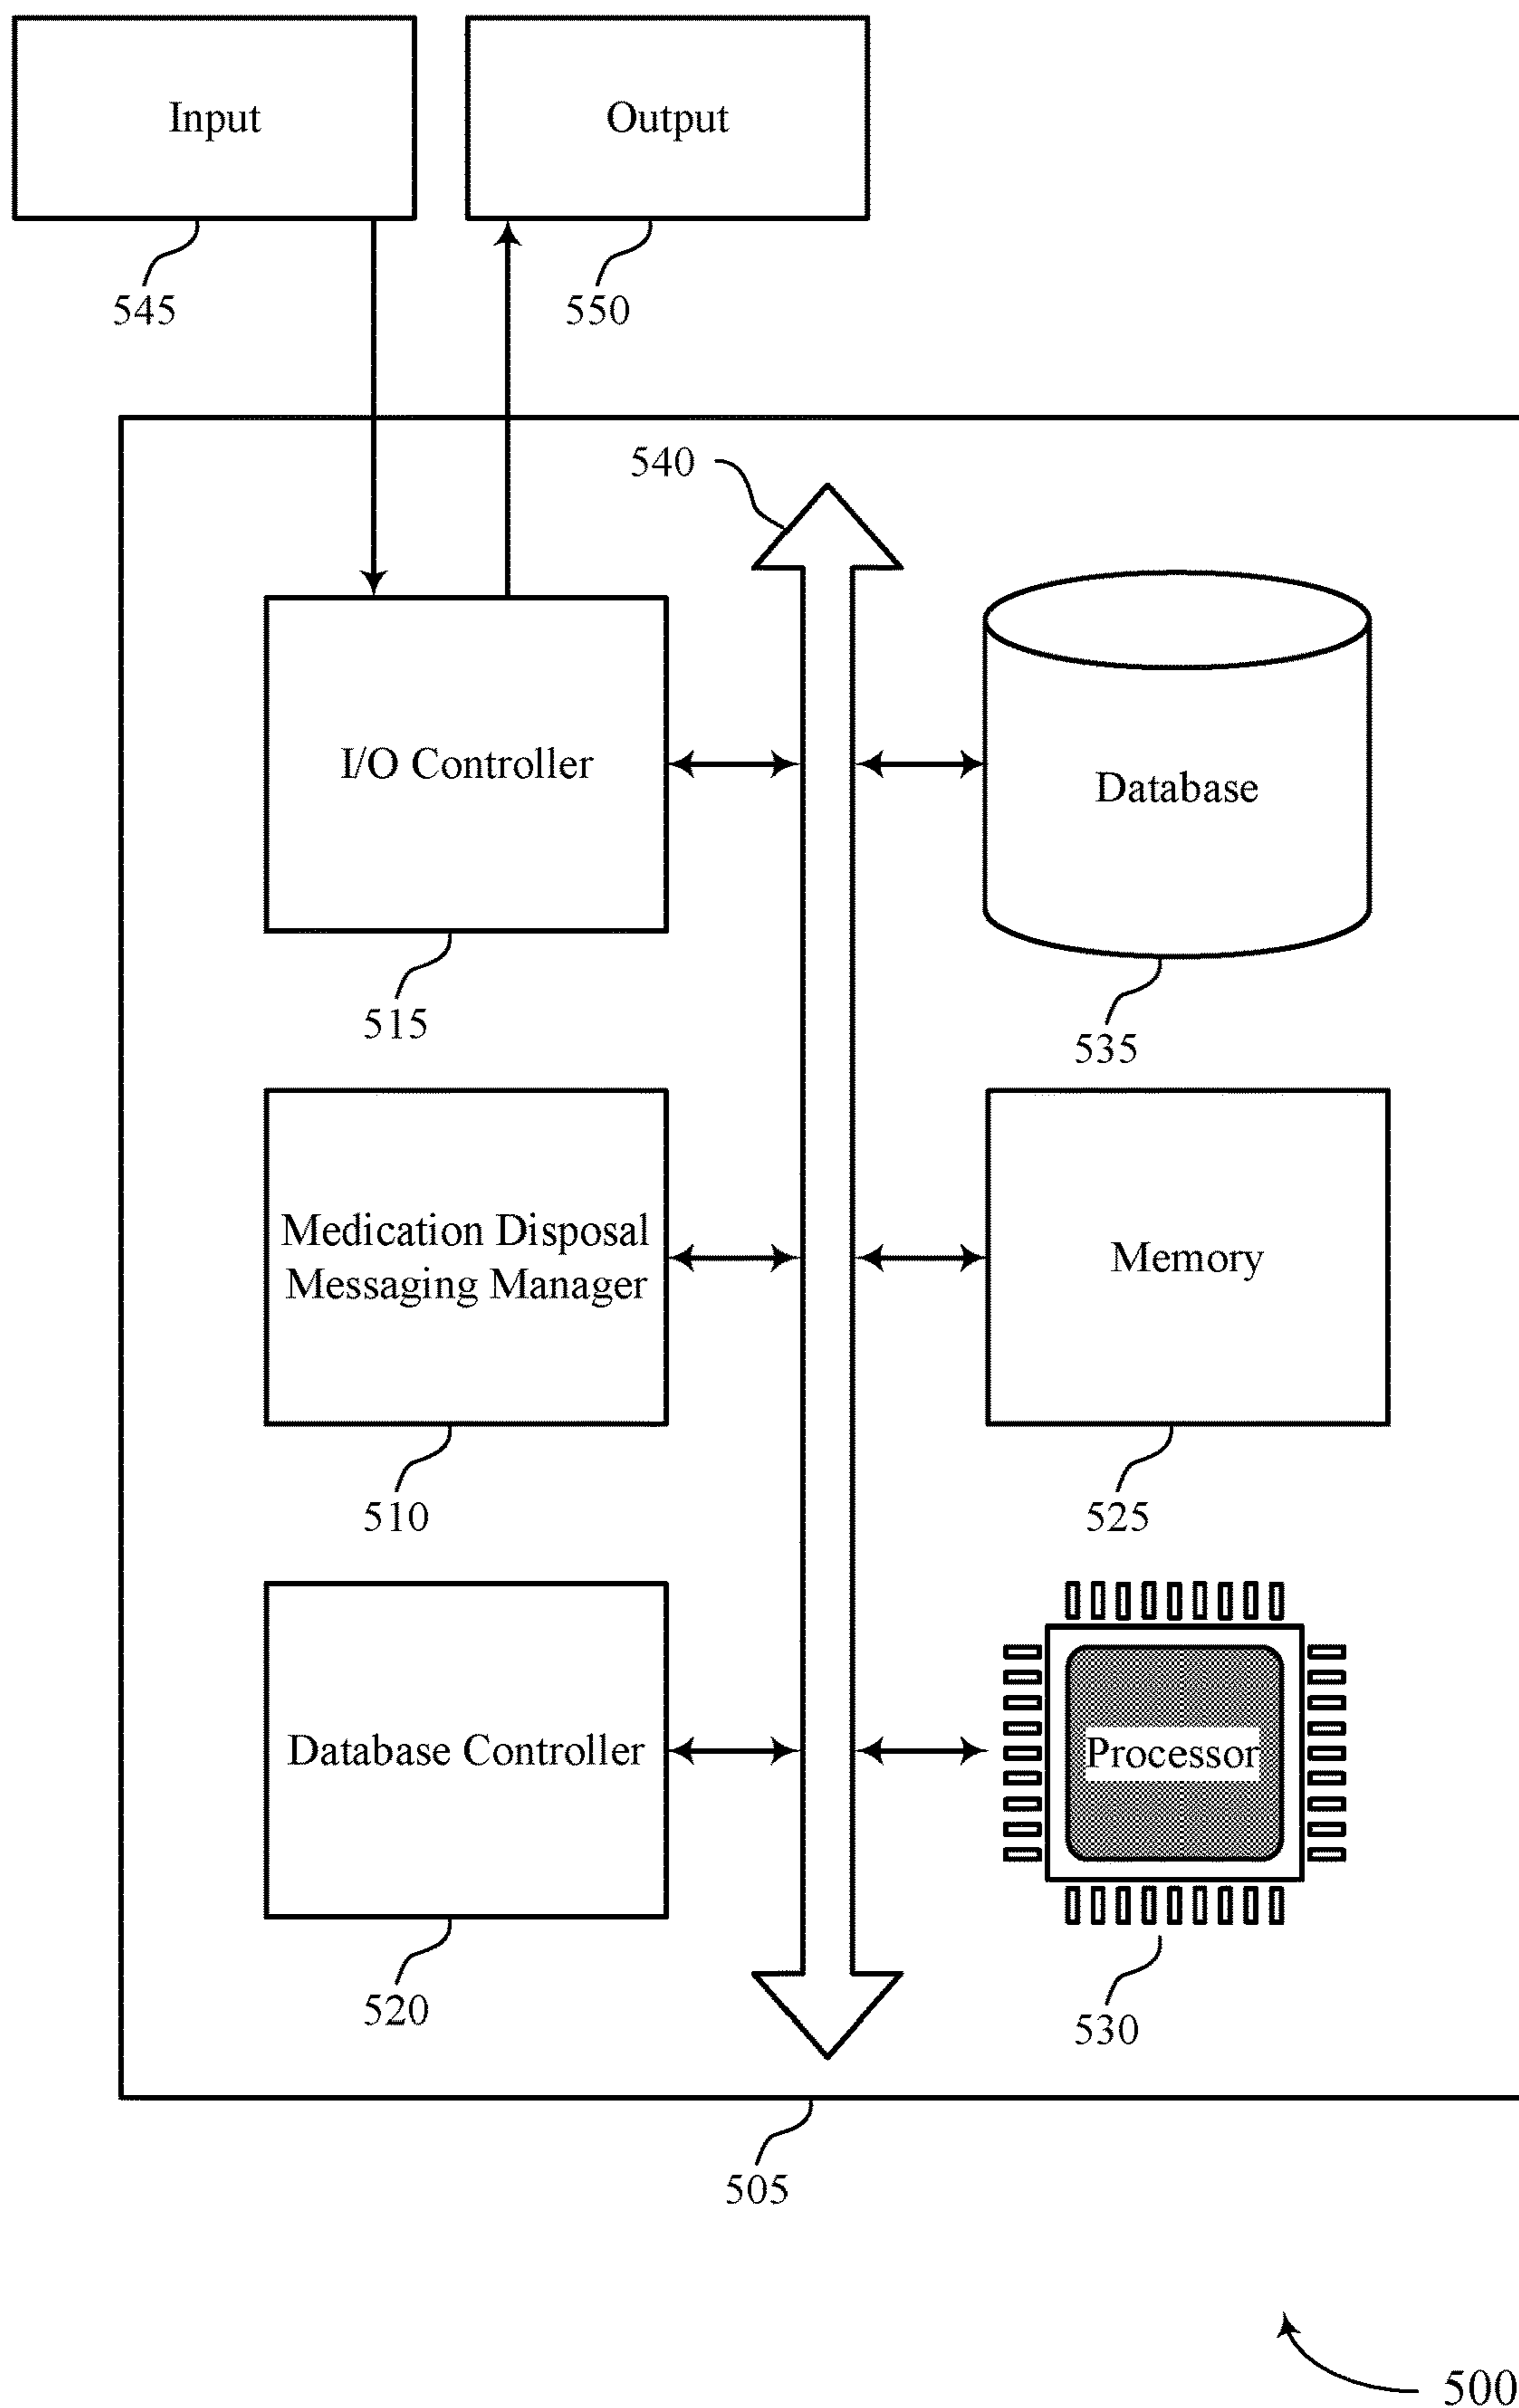 Input
Output
545
550
540
I/O Controller
Database
515
535
Medication Disposal
Messaging Manager
Memory
510
525
Database Controller
Processor
520
530
505
500